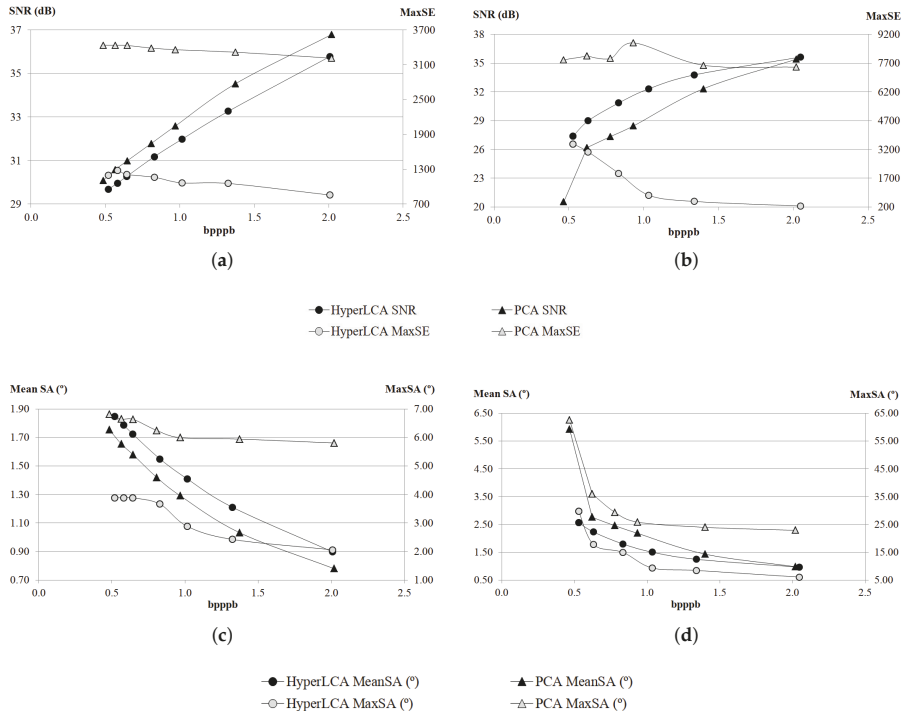 SNR (dB) MaxSE
37 3700
35 3100
2500
33 1900
31 1300
29 700
0.0 0.5 1.0 1.5 2.0 2.5
bpppb
(a)
SNR (dB) MaxSE
38 9200
35 7700
32 6200
29 4700
26 3200
23 1700
20 200
0.0 0.5 1.0 1.5 2.0 2.5
bpppb
(b)
HyperLCA SNR PCA SNR
HyperLCA MaxSE PCA MaxSE
Mean SA (º) MaxSA (º)
1.90 7.00
1.70 6.00
1.50 5.00
1.30 4.00
1.10 3.00
0.90 2.00
0.70 1.00
0.0 0.5 1.0 1.5 2.0 2.5
bpppb
(c)
Mean SA (º) MaxSA (º)
6.50 65.00
5.50 55.00
4.50 45.00
3.50 35.00
2.50 25.00
1.50 15.00
0.50 5.00
0.0 0.5 1.0 1.5 2.0 2.5
bpppb
(d)
HyperLCA MeanSA (º) PCA MeanSA (º)
HyperLCA MaxSA (º) PCA MaxSA (º)